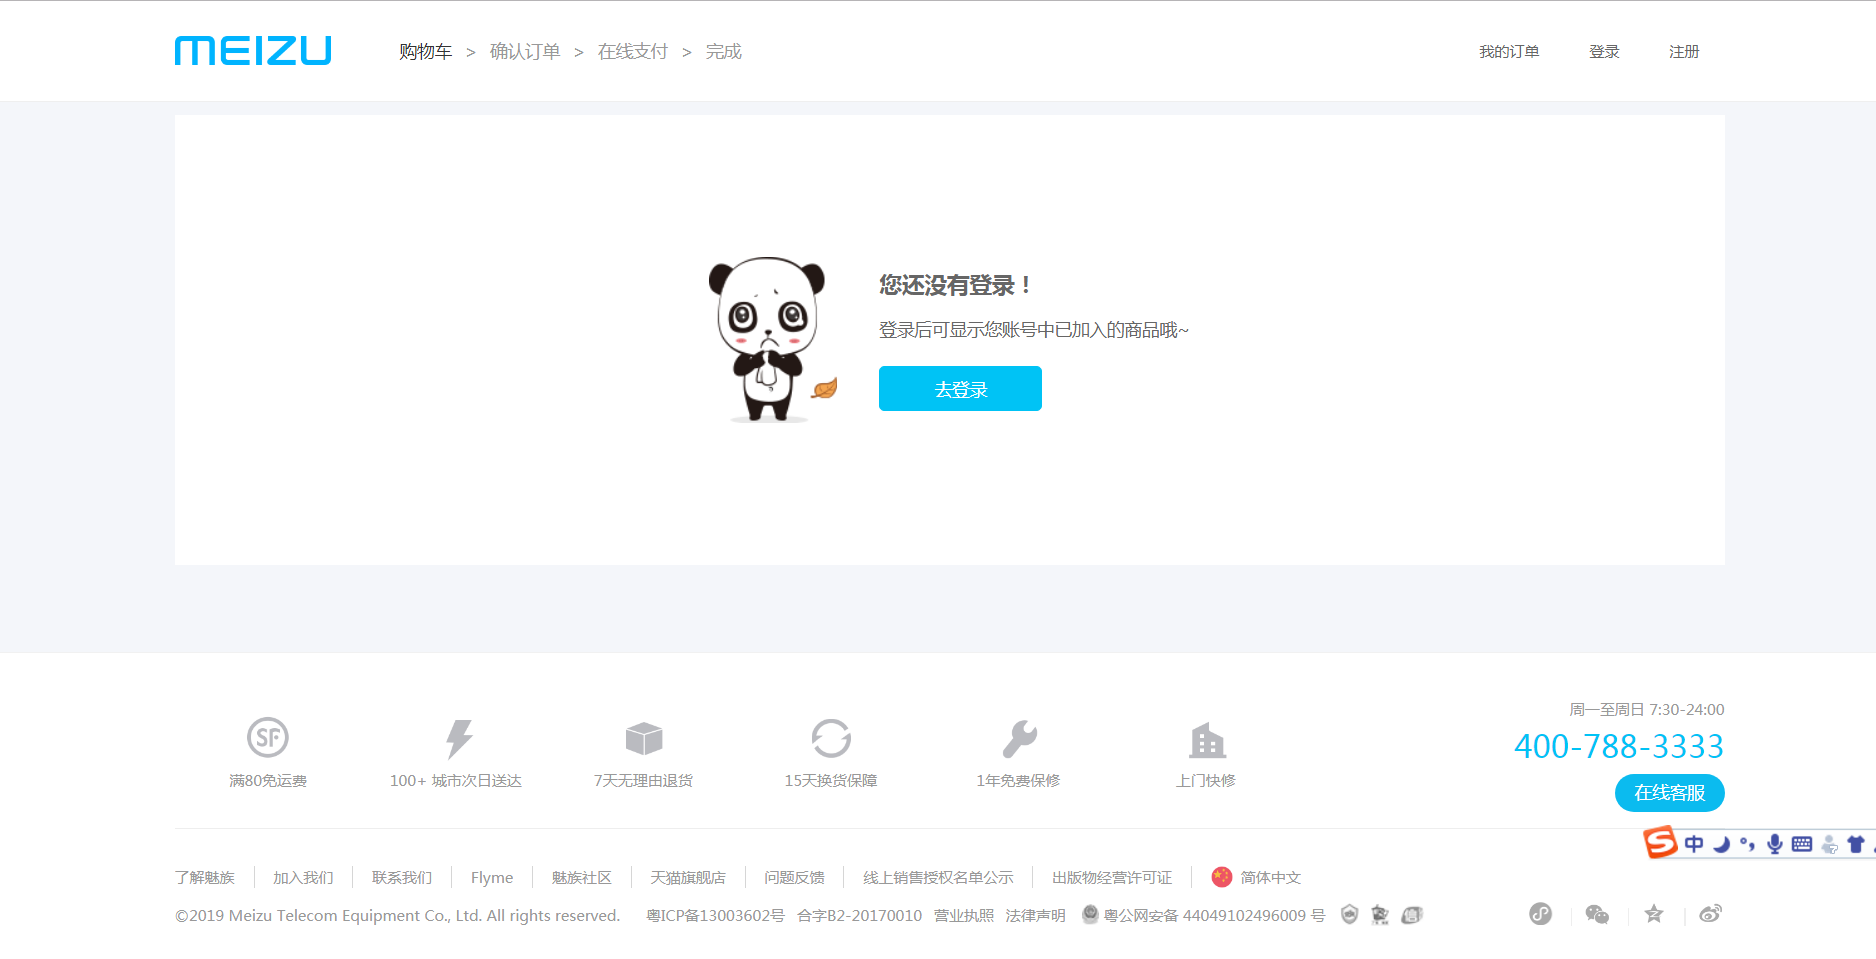 MEIZU 购物车 > 确认订单 > 在线支付 > 完成 我的订单 登录 注册
您还没有登录！
登录后可显示您账号中已加入的商品哦~
去登录
周一至周日 7:30-24:00
400-788-3333
在线客服
SF
满80免运费 100+ 城市次日送达 7天无理由退货 15天换货保障 1年免费保修 上门快修
S 中
了解魅族 加入我们 联系我们 Flyme 魅族社区 天猫旗舰店 问题反馈 线上销售授权名单公示 出版物经营许可证 简体中文
©2019 Meizu Telecom Equipment Co., Ltd. All rights reserved. 粤ICP备13003602号 合字B2-20170010 营业执照 法律声明 粤公网安备 44049102496009 号